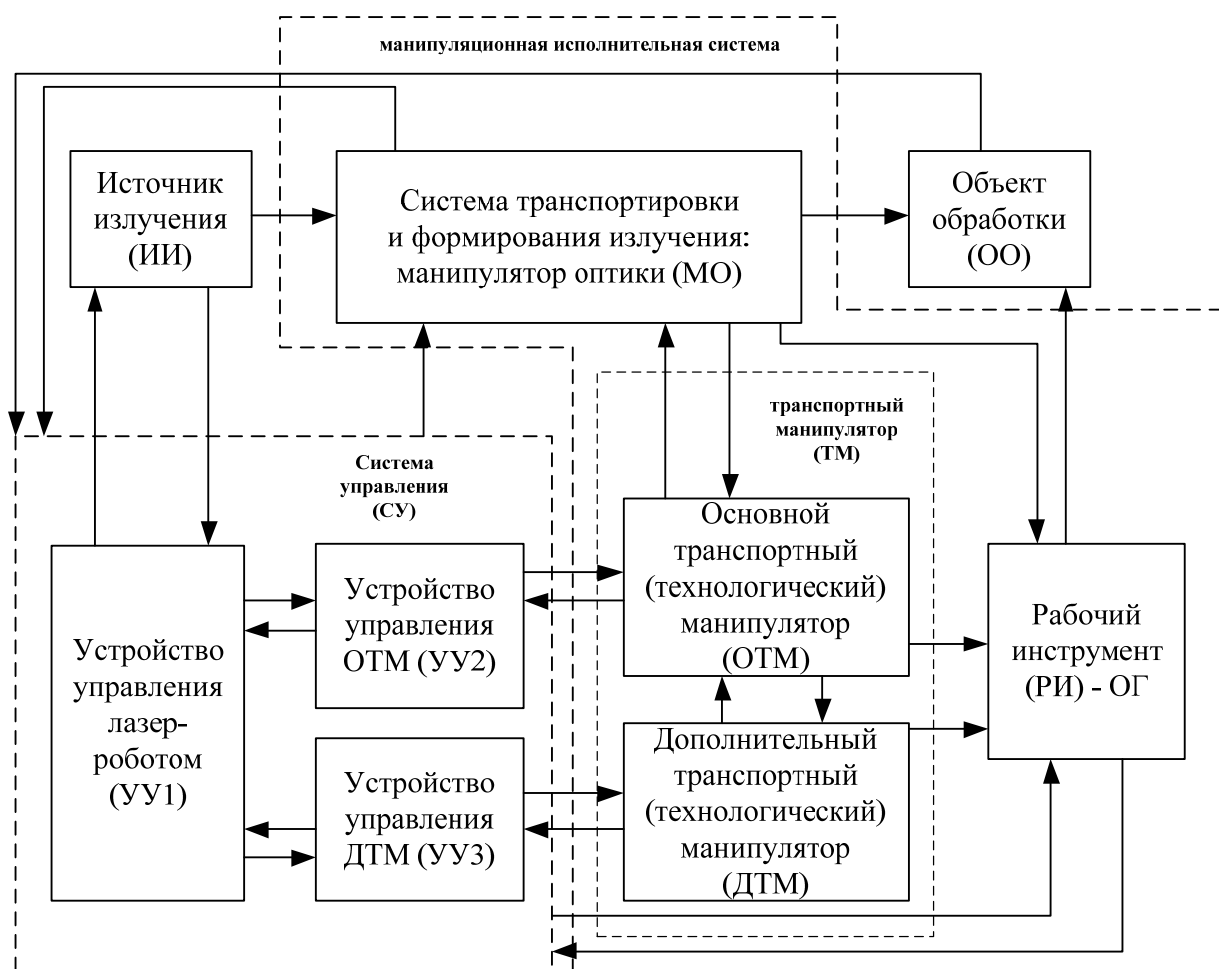 манипуляционная исполнительная система
Источник
излучения
(ИИ)
Система транспортировки
и формирования излучения:
манипулятор оптики (МО)
Объект
обработки
(ОО)
транспортный
манипулятор
(ТМ)
Система
управления
(СУ)
Устройство
управления
лазер-
роботом
(УУ1)
Устройство
управления
ОТМ (УУ2)
Основной
транспортный
(технологический)
манипулятор
(ОТМ)
Рабочий
инструмент
(РИ) - ОГ
Устройство
управления
ДТМ (УУ3)
Дополнительный
транспортный
(технологический)
манипулятор
(ДТМ)